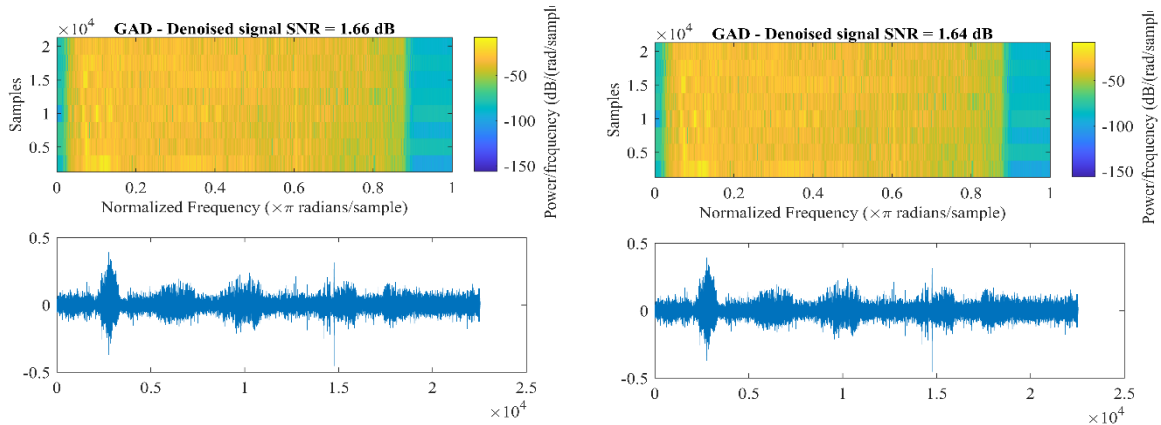 ×10⁴
GAD - Denoised signal SNR = 1.66 dB
2
1.5
1
0.5
Samples
0 0.2 0.4 0.6 0.8 1
Normalized Frequency (×π radians/sample)
-50
-100
-150
Power/frequency (dB/(rad/sample
0.5
0
-0.5
0 0.5 1 1.5 2 2.5
×10⁴
×10⁴
GAD - Denoised signal SNR = 1.64 dB
2
1.5
1
0.5
Samples
0 0.2 0.4 0.6 0.8 1
Normalized Frequency (×π radians/sample)
-50
-100
-150
Power/frequency (dB/(rad/sample
0.5
0
-0.5
0 0.5 1 1.5 2 2.5
×10⁴